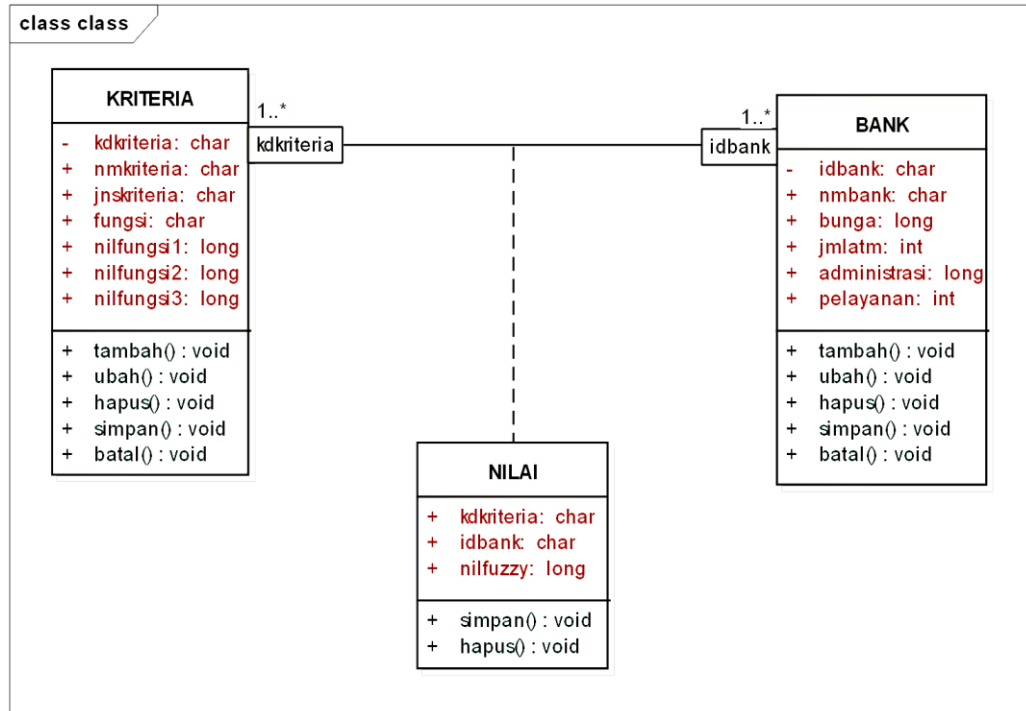 class class
KRITERIA
- kdkriteria: char
+ nmkriteria: char
+ jnskriteria: char
+ fungsi: char
+ nilfungsi1: long
+ nilfungsi2: long
+ nilfungsi3: long
+ tambah() : void
+ ubah() : void
+ hapus() : void
+ simpan() : void
+ batal() : void
1..*
kdkriteria
1..*
idbank
BANK
- idbank: char
+ nmbank: char
+ bunga: long
+ jmlatm: int
+ administrasi: long
+ pelayanan: int
+ tambah() : void
+ ubah() : void
+ hapus() : void
+ simpan() : void
+ batal() : void
NILAI
+ kdkriteria: char
+ idbank: char
+ nilfuzzy: long
+ simpan() : void
+ hapus() : void